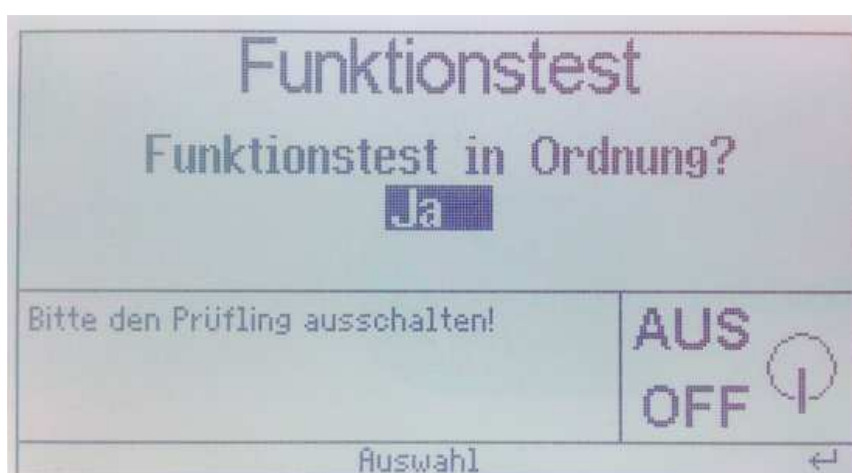 Funktionstest
Funktionstest in Ordnung?
Ja
Bitte den Prüfling ausschalten!
AUS
OFF
Auswahl